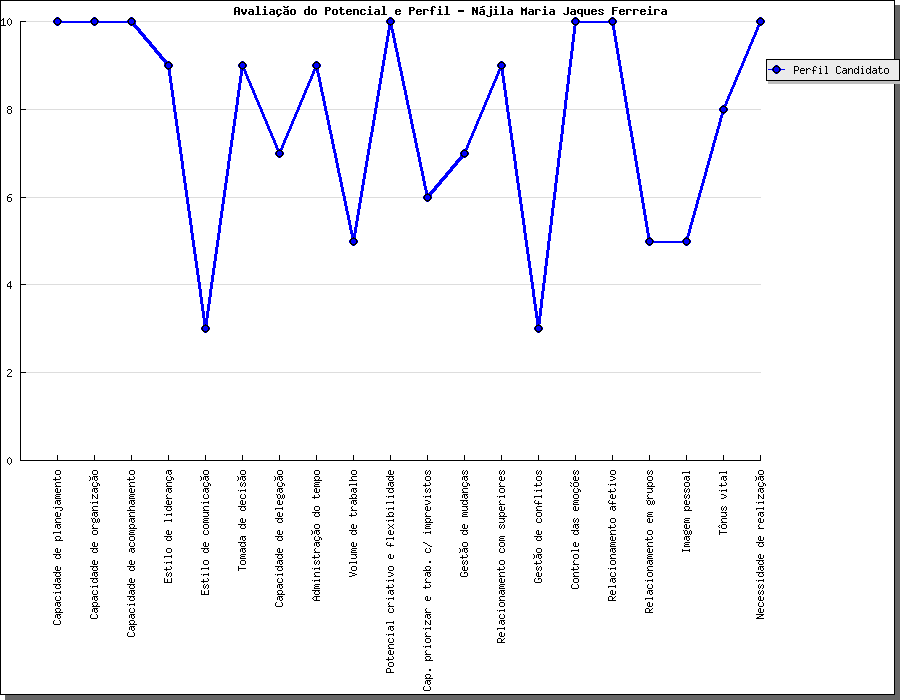 Avaliação do Potencial e Perfil - Nájila Maria Jaques Ferreira
10
8
6
4
2
0
Perfil Candidato
Capacidade de planejamento
Capacidade de organização
Capacidade de acompanhamento
Estilo de liderança
Estilo de comunicação
Tomada de decisão
Capacidade de delegação
Administração do tempo
Volume de trabalho
Potencial criativo e flexibilidade
Cap. priorizar e trab. c/ imprevistos
Gestão de mudanças
Relacionamento com superiores
Gestão de conflitos
Controle das emoções
Relacionamento afetivo
Relacionamento em grupos
Imagem pessoal
Tônus vital
Necessidade de realização